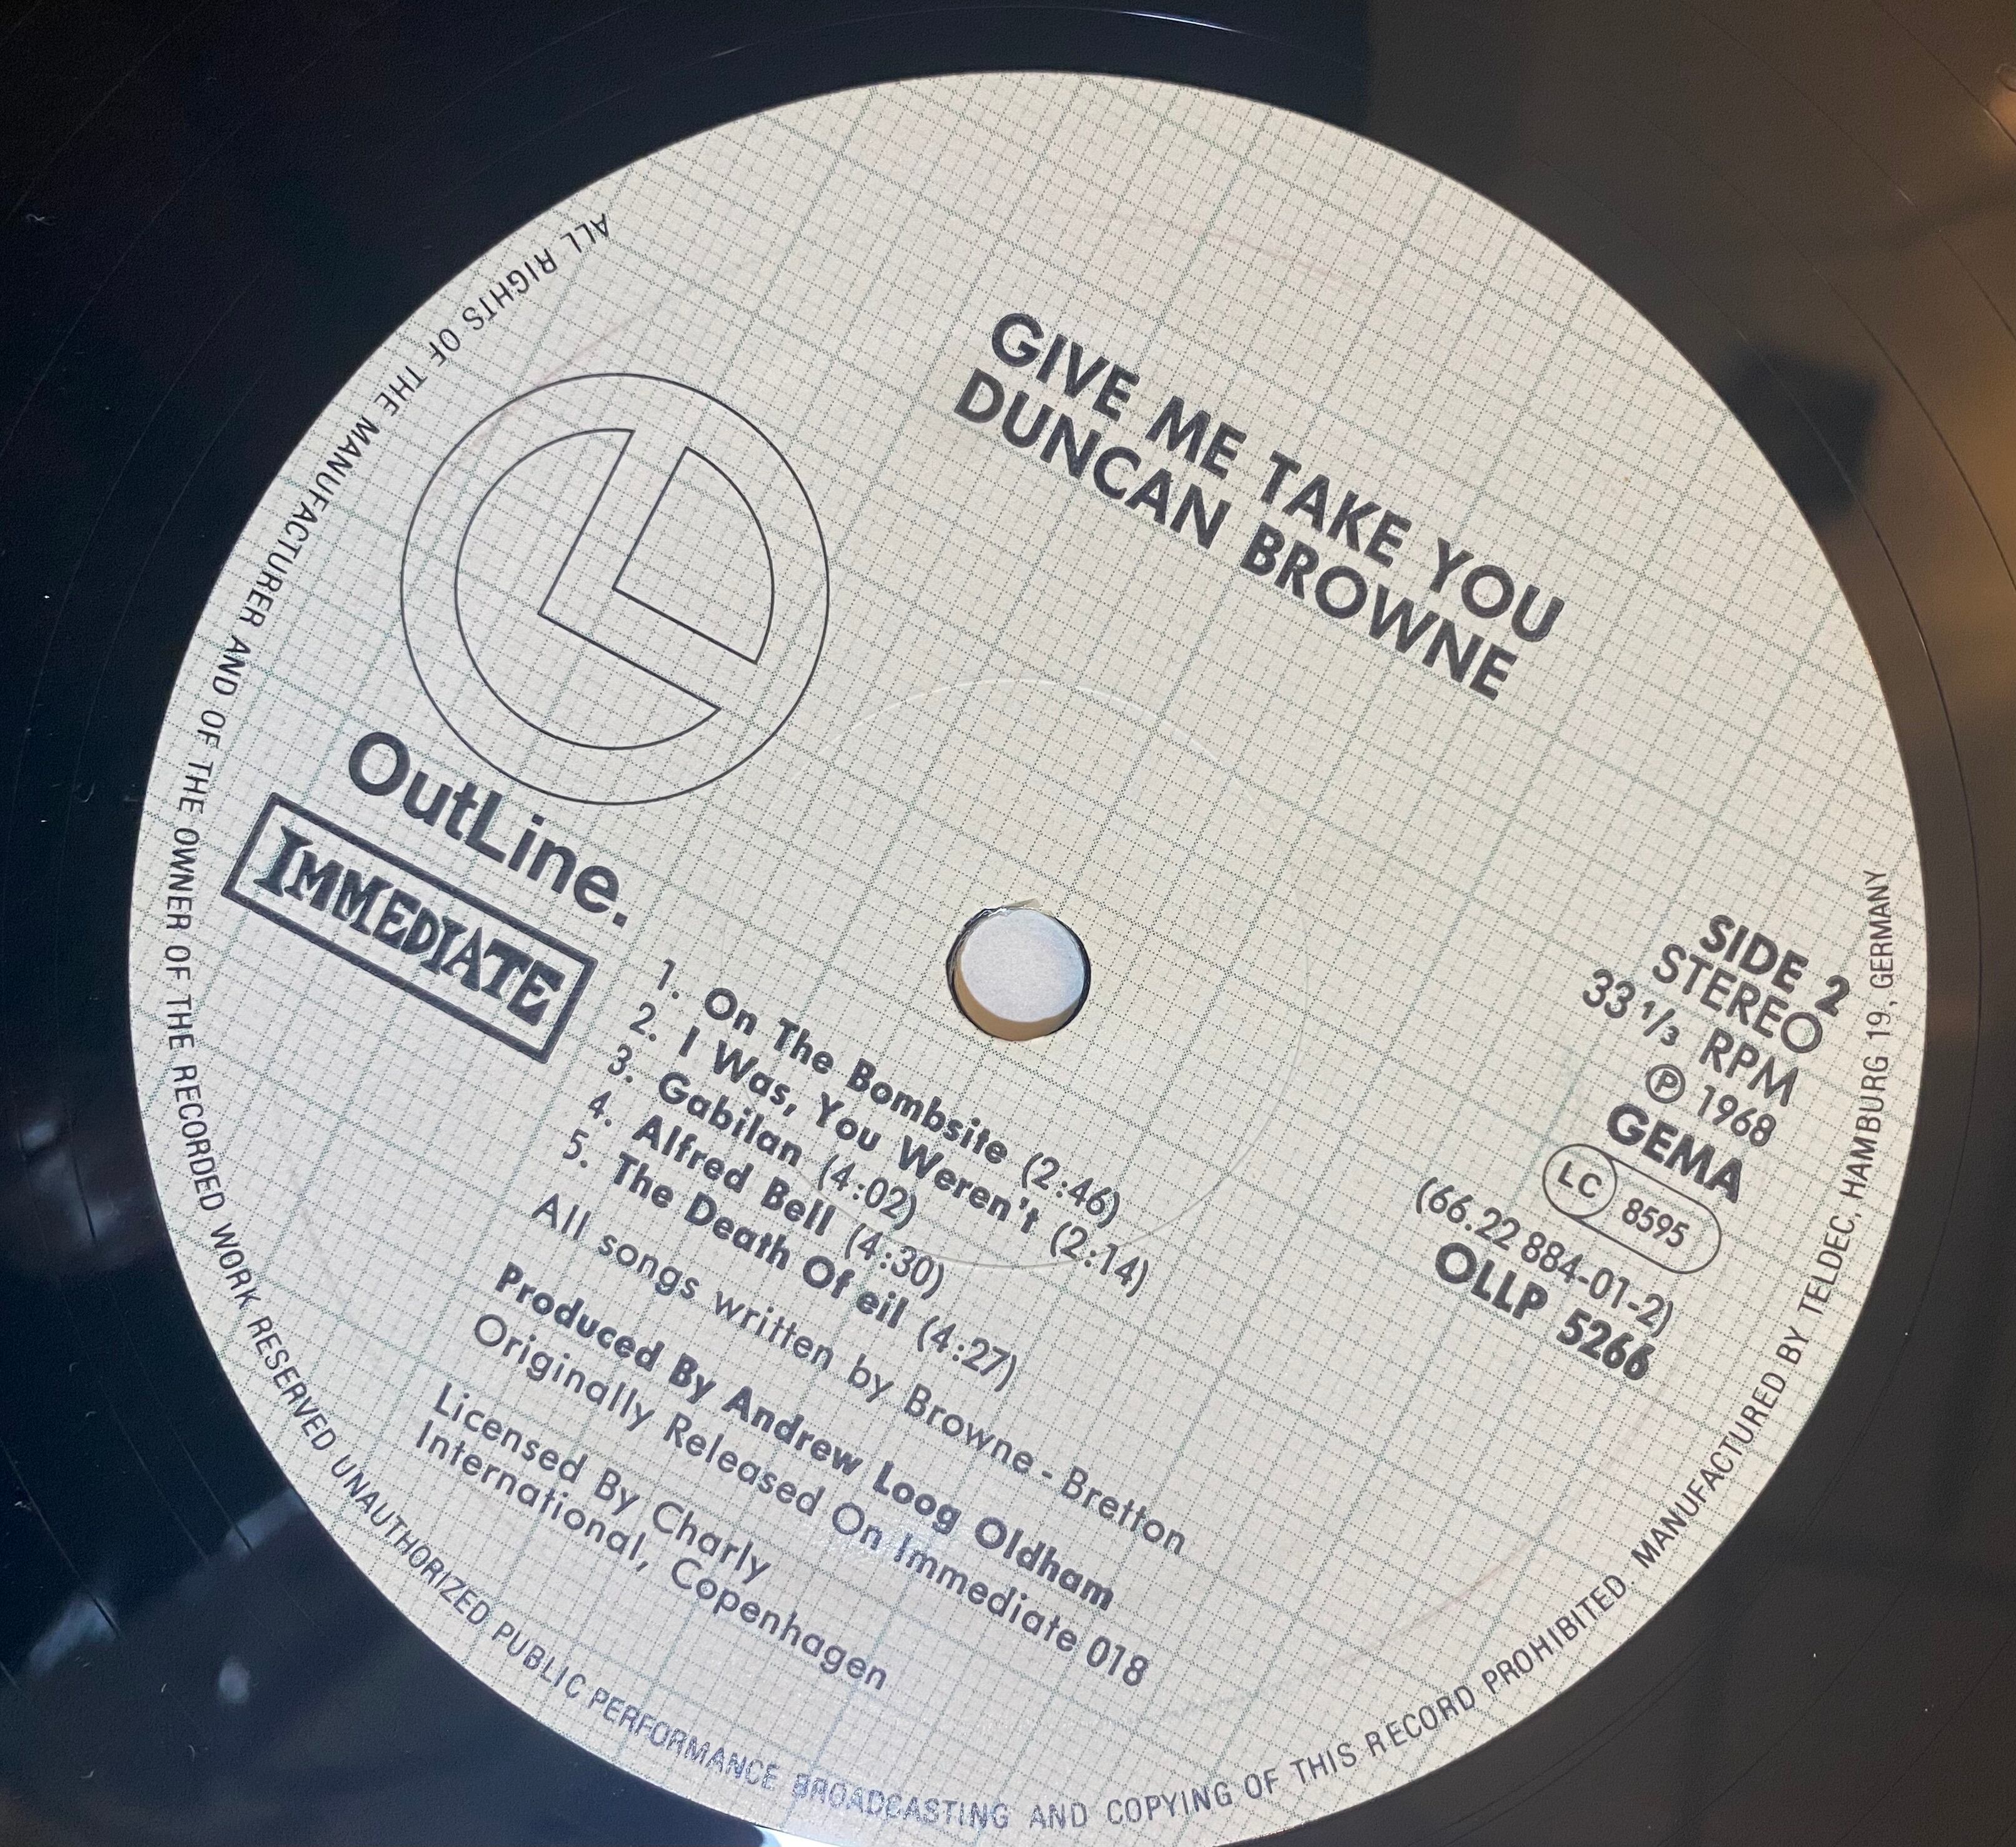 GIVE ME TAKE YOU
DUNCAN BROWNE
OutLine.
IMMEDIATE
SIDE 2
STEREO
33 1/3 RPM
Ⓟ 1968
GEMA
LC 8595
(66.22 884-01-2)
OLLP 5266
1. On The Bombsite (2:46)
2. I Was, You Weren't (2:14)
3. Gabilan (4:02)
4. Alfred Bell (4:30)
5. The Death Of eil (4:27)
All songs written by Browne - Bretton
Produced By Andrew Loog Oldham
Originally Released On Immediate 018
Licensed By Charly
International, Copenhagen
ALL RIGHTS OF THE MANUFACTURER AND OF THE OWNER OF THE RECORDED WORK RESERVED UNAUTHORIZED PUBLIC PERFORMANCE BROADCASTING AND COPYING OF THIS RECORD PROHIBITED. MANUFACTURED BY TELDEC, HAMBURG 19, GERMANY